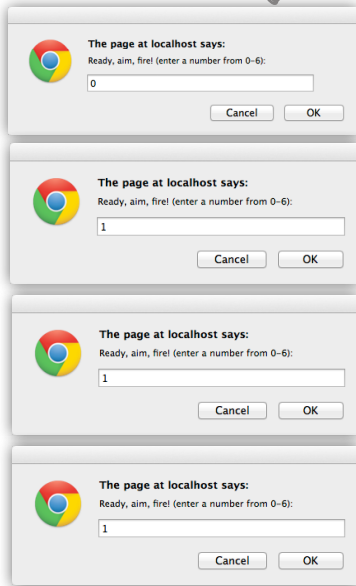 The page at localhost says:
Ready, aim, fire! (enter a number from 0-6):
0
Cancel OK
The page at localhost says:
Ready, aim, fire! (enter a number from 0-6):
1
Cancel OK
The page at localhost says:
Ready, aim, fire! (enter a number from 0-6):
1
Cancel OK
The page at localhost says:
Ready, aim, fire! (enter a number from 0-6):
1
Cancel OK